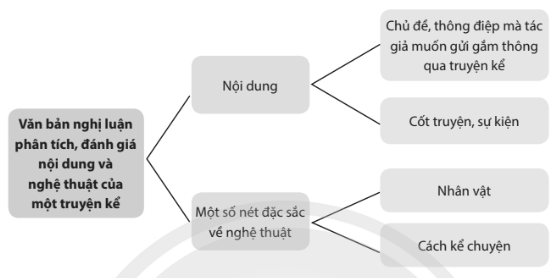 Văn bản nghị luận
phân tích, đánh giá
nội dung và
nghệ thuật của
một truyện kể
Nội dung
Chủ đề, thông điệp mà tác
giả muốn gửi gắm thông
qua truyện kể
Cốt truyện, sự kiện
Một số nét đặc sắc
về nghệ thuật
Nhân vật
Cách kể chuyện